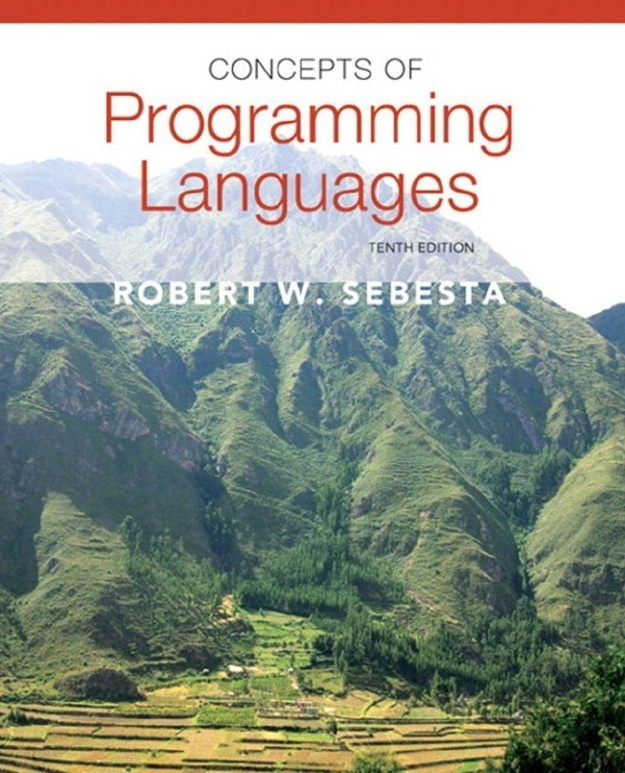 CONCEPTS OF
Programming
Languages
TENTH EDITION
ROBERT W. SEBESTA